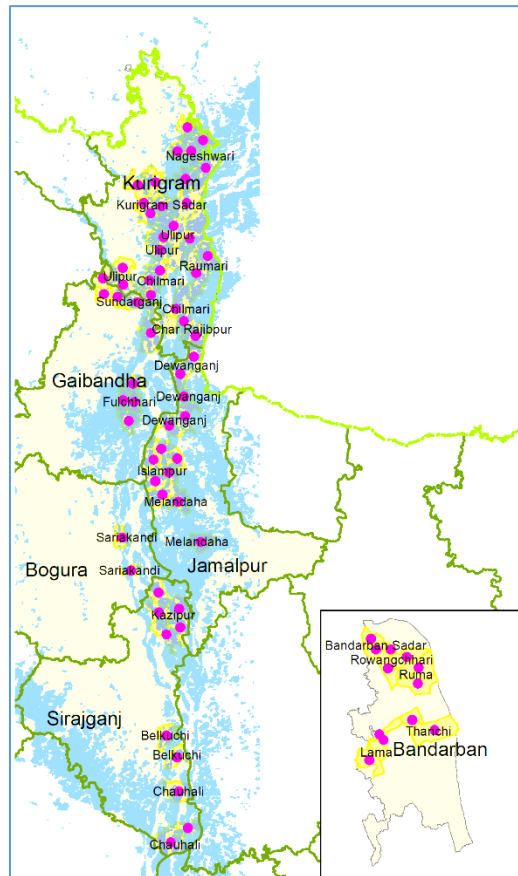 Nageshwari
Kurigram
Kurigram Sadar
Ulipur
Ulipur
Raumari
Ulipur
Chilmari
Sundarganj
Chilmari
Char Rajibpur
Dewanganj
Gaibandha
Dewanganj
Fulchhari
Dewanganj
Islampur
Melandaha
Sariakandi
Melandaha
Jamalpur
Bogura
Sariakandi
Kazipur
Sirajganj
Belkuchi
Belkuchi
Chauhali
Chauhali
Bandarban Sadar
Rowangchhari
Ruma
Thanchi
Lama
Bandarban